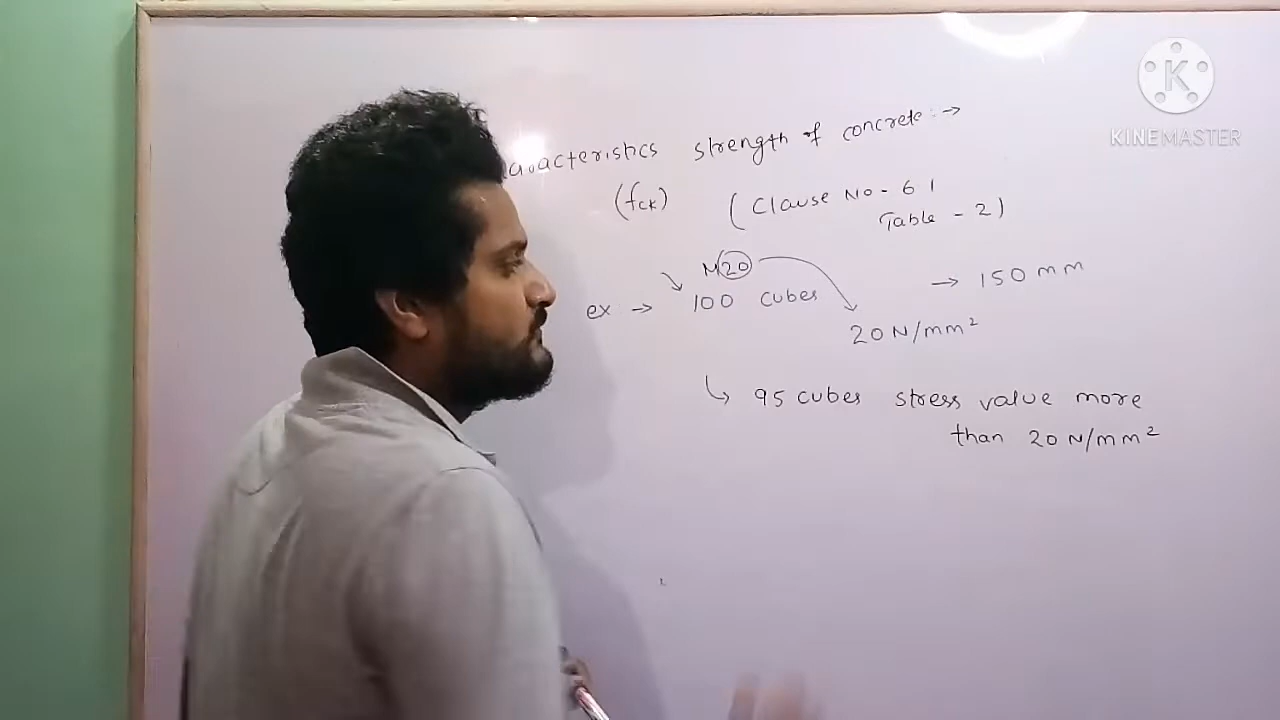 aracteristics strength of concrete :→
(fck) (Clause No - 6 1
Table - 2)
M20
ex :→ 100 cubes → 150 mm
20 N/mm²
↳ 95 cubes stress value more
than 20 N/mm²
K
KINEMASTER